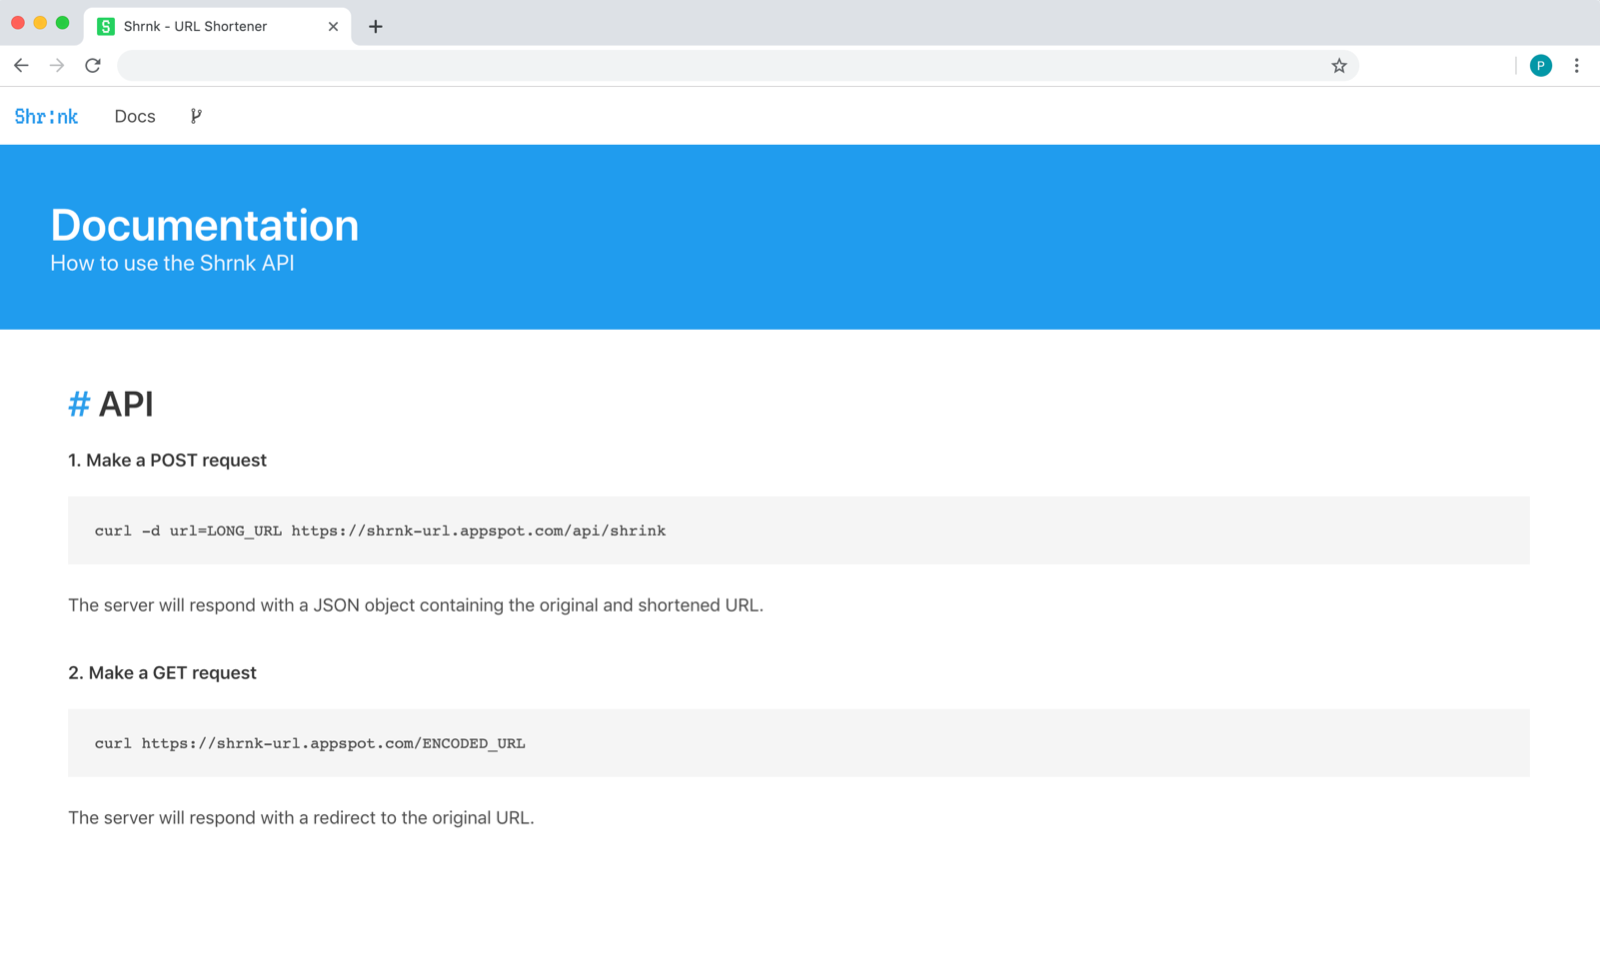 S Shrnk - URL Shortener
P
Shr:nk Docs
Documentation
How to use the Shrnk API
# API
1. Make a POST request
curl -d url=LONG_URL https://shrnk-url.appspot.com/api/shrink
The server will respond with a JSON object containing the original and shortened URL.
2. Make a GET request
curl https://shrnk-url.appspot.com/ENCODED_URL
The server will respond with a redirect to the original URL.